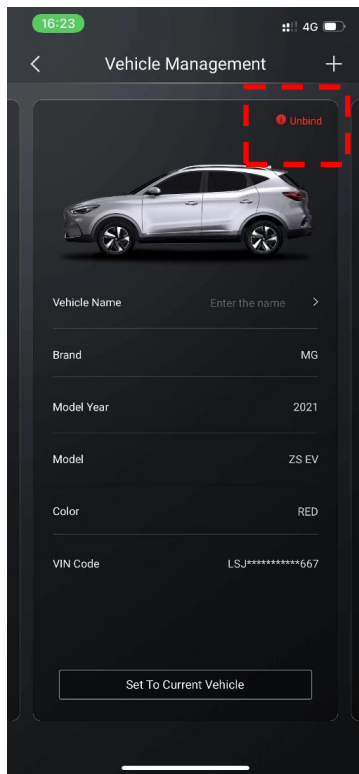 16:23
4G
Vehicle Management
Unbind
Vehicle Name Enter the name
Brand MG
Model Year 2021
Model ZS EV
Color RED
VIN Code LSJ***********667
Set To Current Vehicle